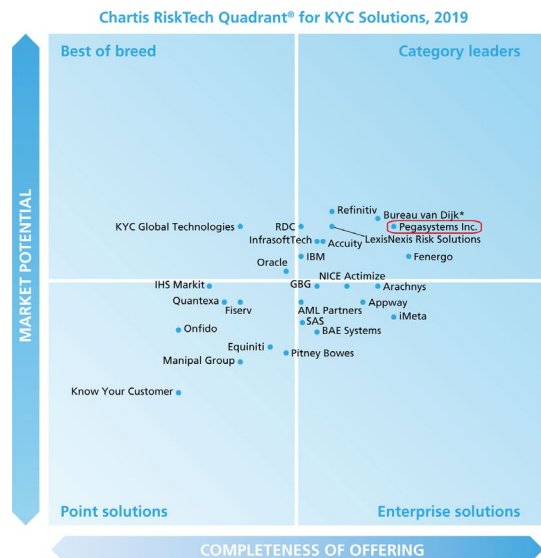 Chartis RiskTech Quadrant® for KYC Solutions, 2019
Best of breed
Category leaders
Refinitiv
Bureau van Dijk*
KYC Global Technologies
RDC
Pegasystems Inc.
InfrasoftTech
Accuity
LexisNexis Risk Solutions
IBM
Fenergo
Oracle
NICE Actimize
IHS Markit
GBG
Arachnys
Quantexa
Fiserv
AML Partners
Appway
SAS
iMeta
Onfido
BAE Systems
Equiniti
Pitney Bowes
Manipal Group
Know Your Customer
Point solutions
Enterprise solutions
MARKET POTENTIAL
COMPLETENESS OF OFFERING